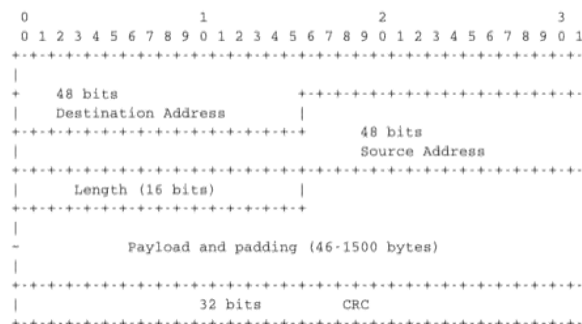 0                   1                   2                   3
0 1 2 3 4 5 6 7 8 9 0 1 2 3 4 5 6 7 8 9 0 1 2 3 4 5 6 7 8 9 0 1
48 bits
Destination Address
48 bits
Source Address
Length (16 bits)
Payload and padding (46-1500 bytes)
32 bits CRC